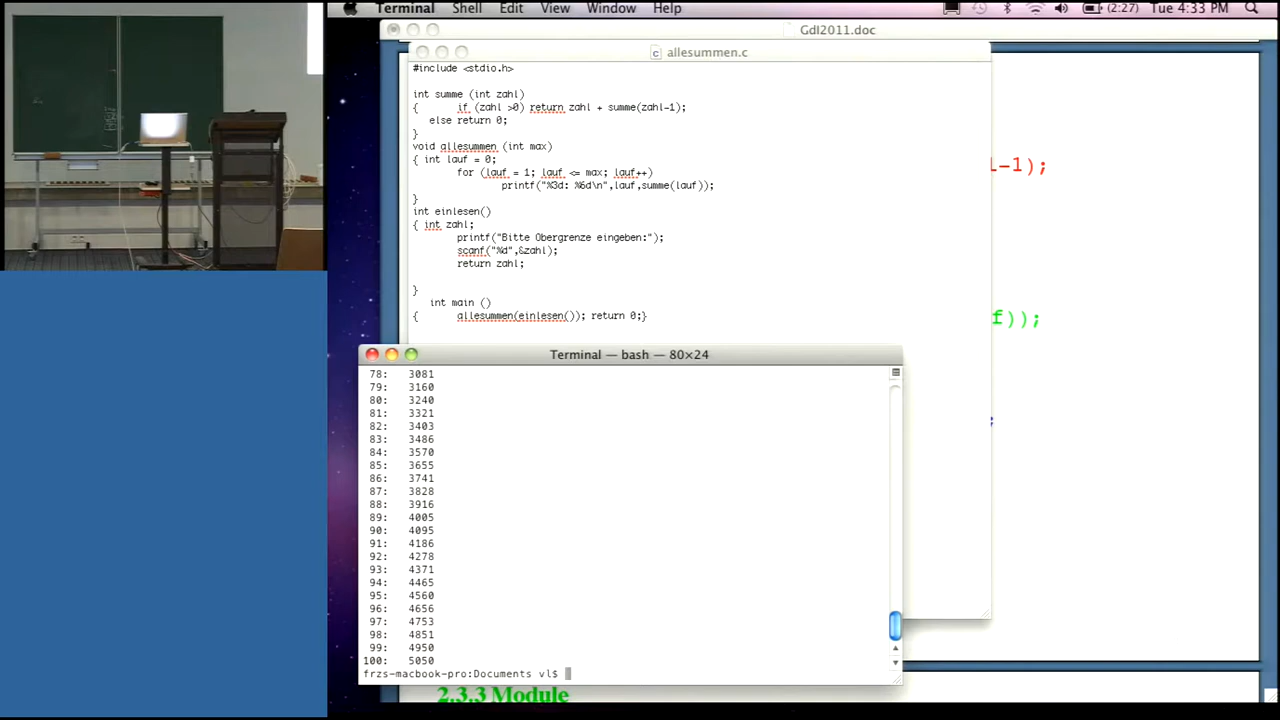 Terminal Shell Edit View Window Help (2:27) Tue 4:33 PM
GdI2011.doc
allesummen.c
#include <stdio.h>
int summe (int zahl)
{ if (zahl >0) return zahl + summe(zahl-1);
else return 0;
}
void allesummen (int max)
{ int lauf = 0;
for (lauf = 1; lauf <= max; lauf++)
printf("%3d: %6d\n",lauf,summe(lauf));
}
int einlesen()
{ int zahl;
printf("Bitte Obergrenze eingeben:");
scanf("%d",&zahl);
return zahl;
}
int main ()
{ allesummen(einlesen()); return 0;}
l-1);
f));
;
Terminal — bash — 80×24
78: 3081
79: 3160
80: 3240
81: 3321
82: 3403
83: 3486
84: 3570
85: 3655
86: 3741
87: 3828
88: 3916
89: 4005
90: 4095
91: 4186
92: 4278
93: 4371
94: 4465
95: 4560
96: 4656
97: 4753
98: 4851
99: 4950
100: 5050
frzs-macbook-pro:Documents vl$
2.3.3 Module